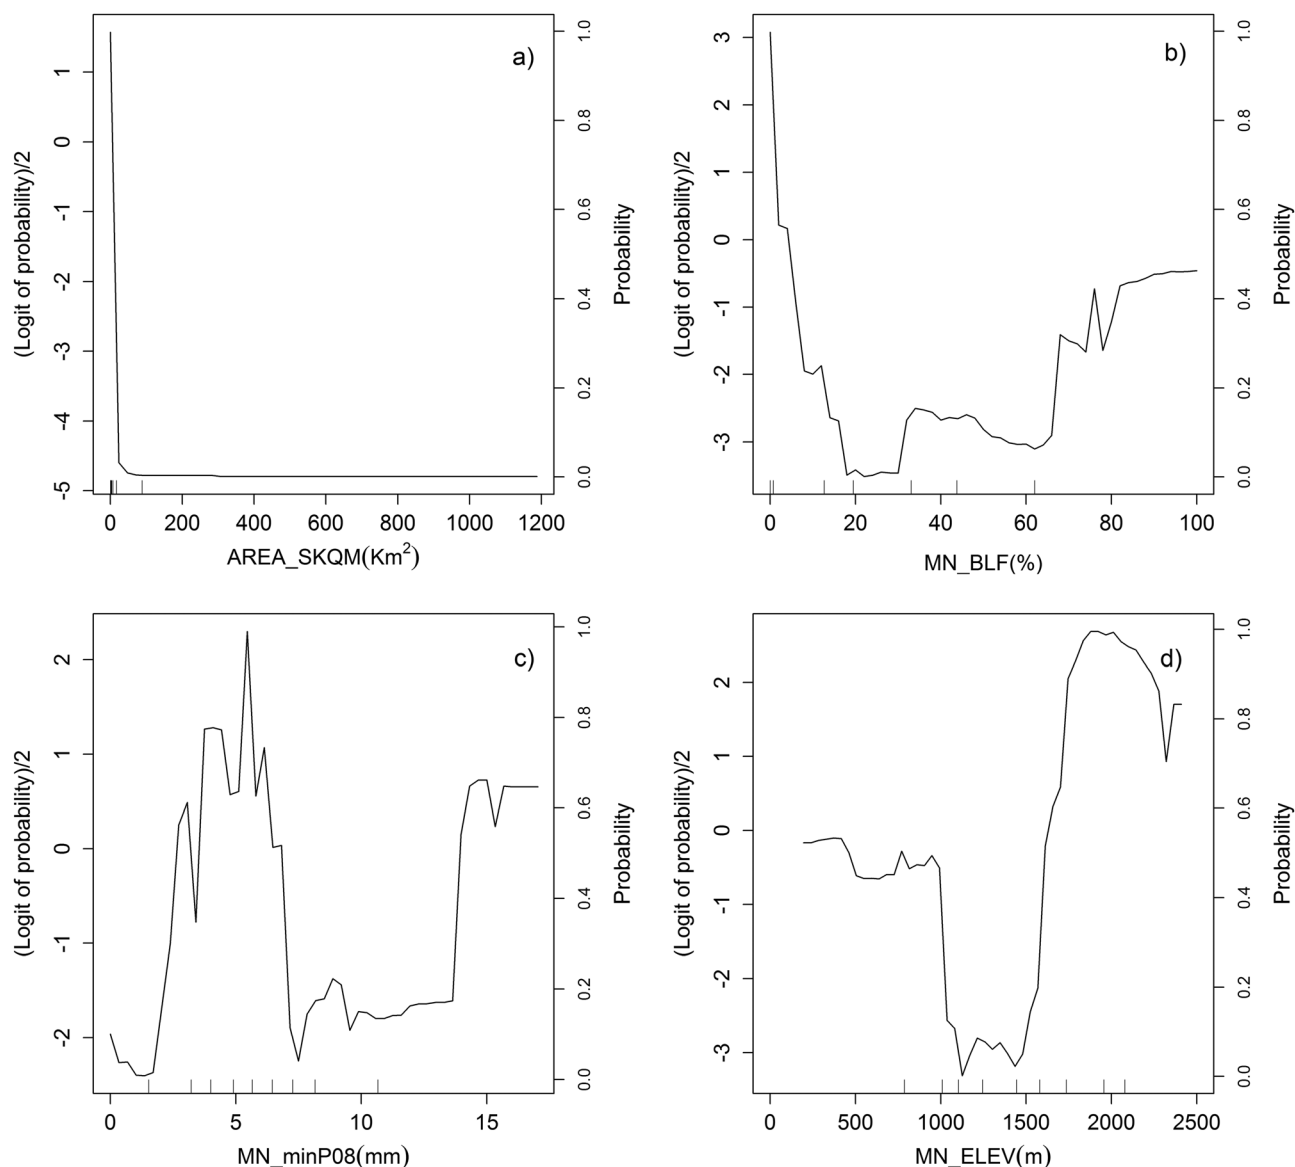 a)
(Logit of probability)/2
1
0
-1
-2
-3
-4
-5
1.0
0.8
0.6
0.4
0.2
0.0
Probability
0 200 400 600 800 1000 1200
AREA_SKQM(Km²)
b)
(Logit of probability)/2
3
2
1
0
-1
-2
-3
1.0
0.8
0.6
0.4
0.2
0.0
Probability
0 20 40 60 80 100
MN_BLF(%)
c)
(Logit of probability)/2
2
1
0
-1
-2
1.0
0.8
0.6
0.4
0.2
0.0
Probability
0 5 10 15
MN_minP08(mm)
d)
(Logit of probability)/2
2
1
0
-1
-2
-3
1.0
0.8
0.6
0.4
0.2
0.0
Probability
0 500 1000 1500 2000 2500
MN_ELEV(m)